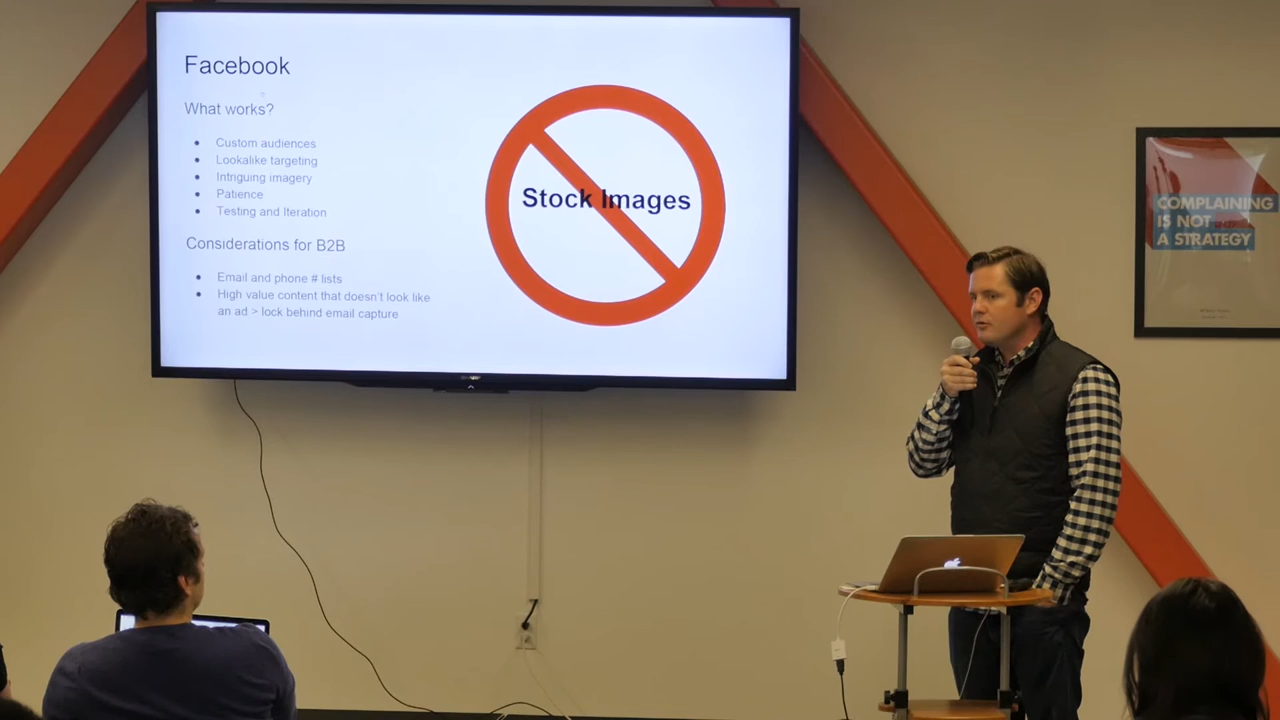 Facebook
What works?
Custom audiences
Lookalike targeting
Intriguing imagery
Patience
Testing and Iteration
Considerations for B2B
Email and phone # lists
High value content that doesn't look like
an ad > lock behind email capture
Stock Images
COMPLAINING
IS NOT
A STRATEGY